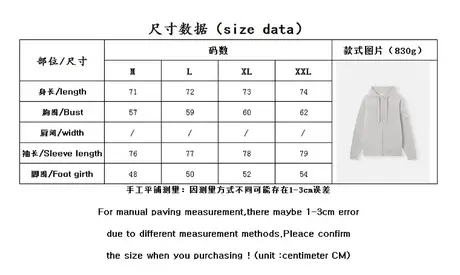 尺寸数据（size data）
部位/尺寸 码数 款式图片（830g）
M L XL XXL
身长/length 71 72 73 74
胸围/Bust 57 59 60 62
肩阔/width / / / /
袖长/Sleeve length 76 77 78 79
脚围/Foot girth 48 50 52 54
手工平铺测量：因测量方式不同可能存在1-3cm误差
For manual paving measurement,there maybe 1-3cm error
due to different measurement methods,Pleace confirm
the size when you purchasing ! (unit :centimeter CM)